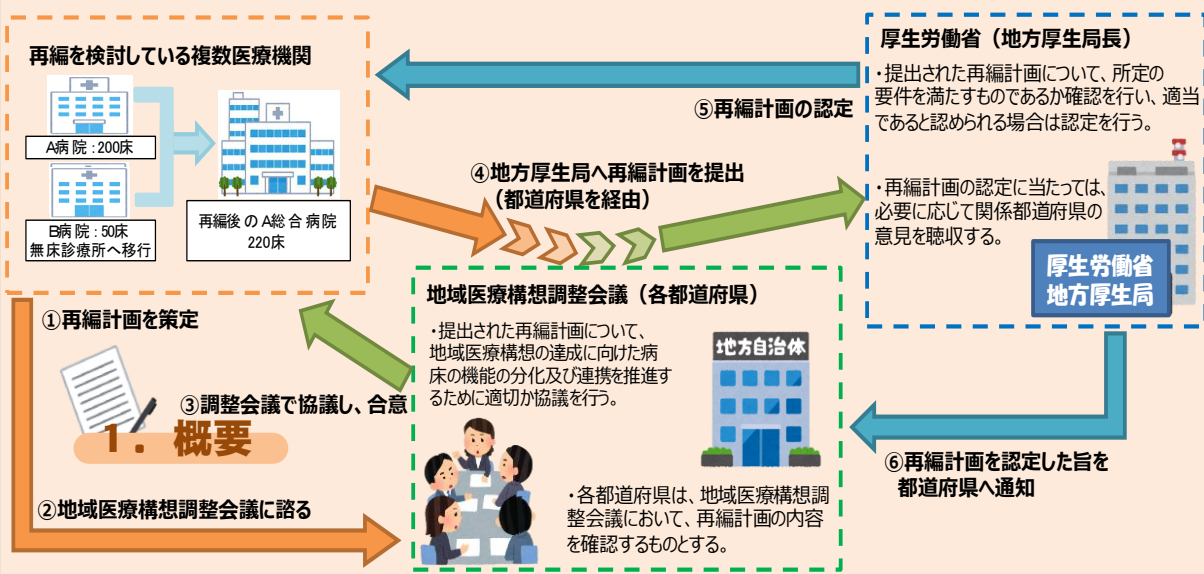 再編を検討している複数医療機関
A病院:200床
B病院:50床
無床診療所へ移行
再編後のA総合病院
220床
①再編計画を策定
③調整会議で協議し、合意
1.概要
②地域医療構想調整会議に諮る
⑤再編計画の認定
④地方厚生局へ再編計画を提出
(都道府県を経由)
地域医療構想調整会議(各都道府県)
・提出された再編計画について、
地域医療構想の達成に向けた病
床の機能の分化及び連携を推進す
るために適切か協議を行う。
地方自治体
・各都道府県は、地域医療構想調
整会議において、再編計画の内容
を確認するものとする。
厚生労働省(地方厚生局長)
・提出された再編計画について、所定の
要件を満たすものであるか確認を行い、適当
であると認められる場合は認定を行う。
・再編計画の認定に当たっては、
必要に応じて関係都道府県の
意見を聴収する。
厚生労働省
地方厚生局
⑥再編計画を認定した旨を
都道府県へ通知